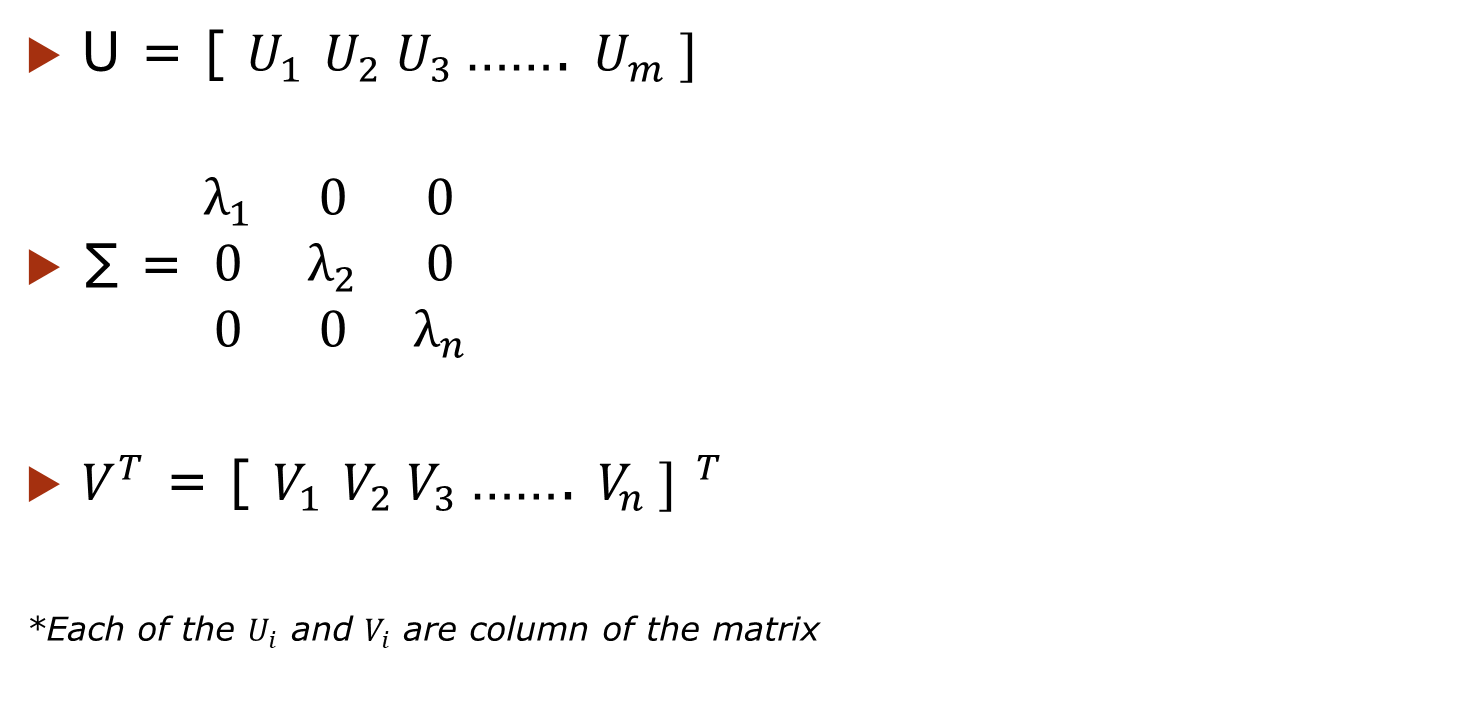 ▶ U = [ U₁ U₂ U₃ ……. Uₘ ]
λ₁ 0 0
▶ ∑ = 0 λ₂ 0
0 0 λₙ
▶ Vᵀ = [ V₁ V₂ V₃ ……. Vₙ ] ᵀ
*Each of the Uᵢ and Vᵢ are column of the matrix